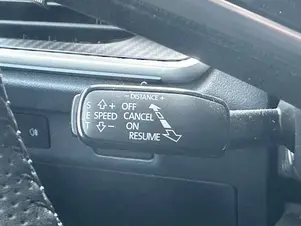 - DISTANCE +
S + OFF
E SPEED CANCEL
T - ON
RESUME